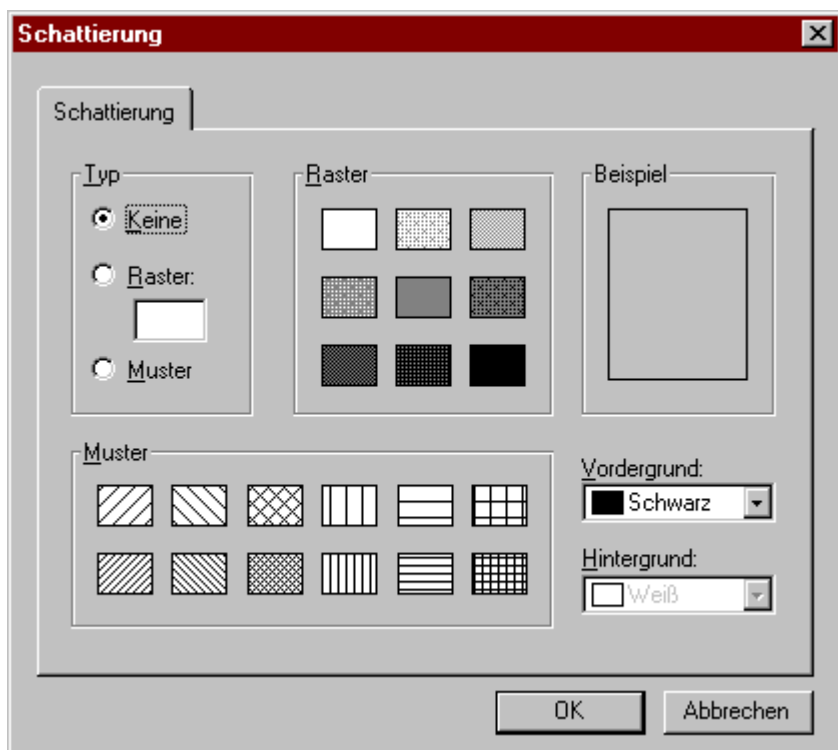 Schattierung
Schattierung
Typ
Keine
Raster:
Muster
Raster
Beispiel
Muster
Vordergrund:
Schwarz
Hintergrund:
Weiß
OK
Abbrechen